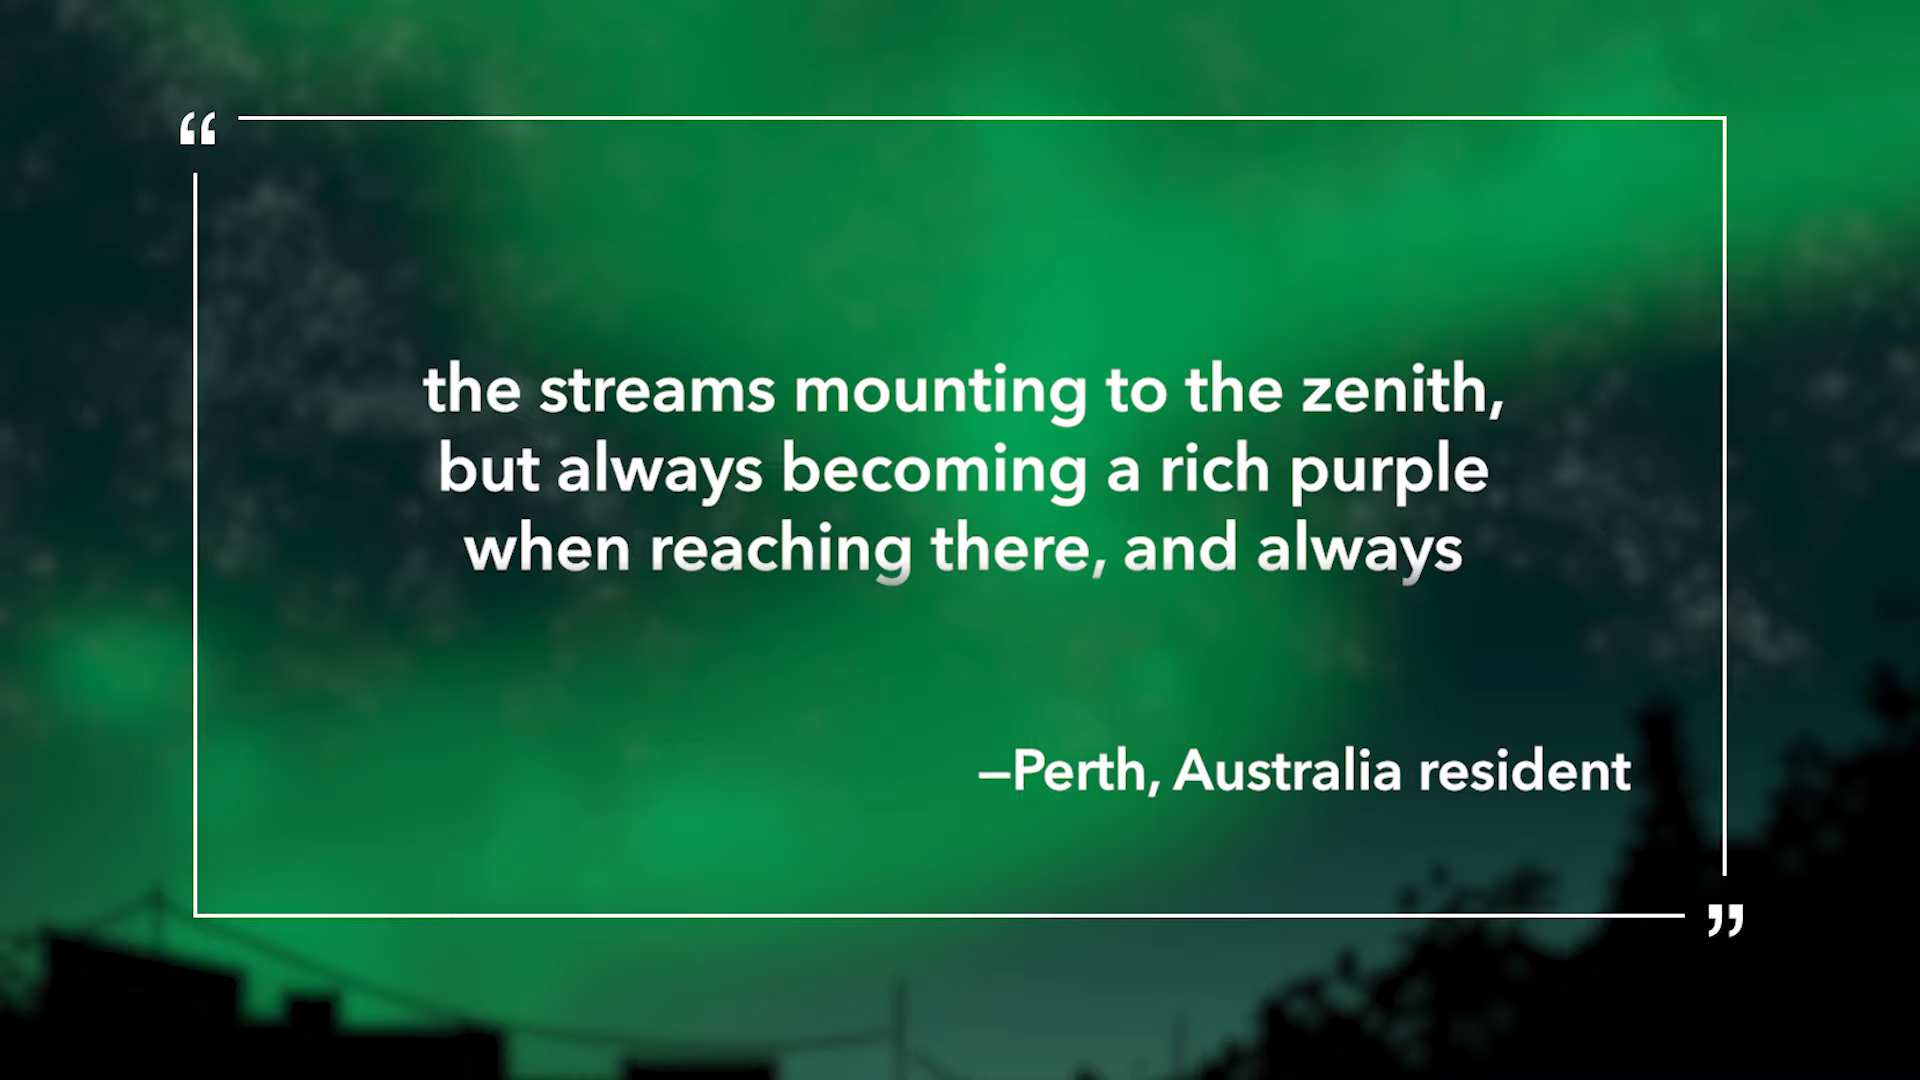 “
the streams mounting to the zenith,
but always becoming a rich purple
when reaching there, and always
–Perth, Australia resident
”